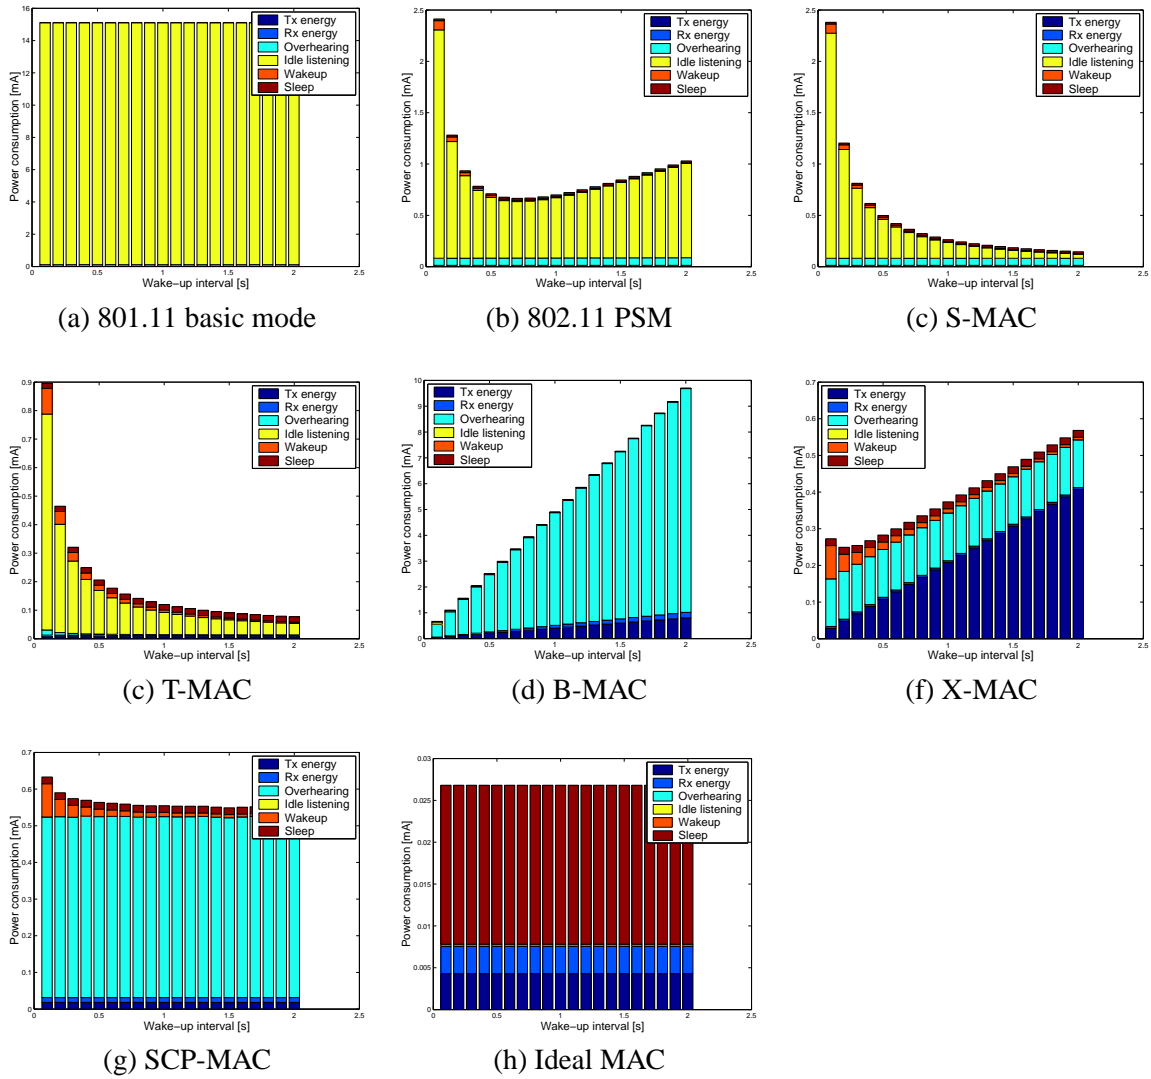 16
14
12
10
8
6
4
2
0
Power consumption [mA]
0 0.5 1 1.5 2 2.5
Wake−up interval [s]
Tx energy
Rx energy
Overhearing
Idle listening
Wakeup
Sleep
(a) 801.11 basic mode
2.5
2
1.5
1
0.5
0
Power consumption [mA]
0 0.5 1 1.5 2 2.5
Wake−up interval [s]
Tx energy
Rx energy
Overhearing
Idle listening
Wakeup
Sleep
(b) 802.11 PSM
2.5
2
1.5
1
0.5
0
Power consumption [mA]
0 0.5 1 1.5 2 2.5
Wake−up interval [s]
Tx energy
Rx energy
Overhearing
Idle listening
Wakeup
Sleep
(c) S-MAC
0.9
0.8
0.7
0.6
0.5
0.4
0.3
0.2
0.1
0
Power consumption [mA]
0 0.5 1 1.5 2 2.5
Wake−up interval [s]
Tx energy
Rx energy
Overhearing
Idle listening
Wakeup
Sleep
(c) T-MAC
10
9
8
7
6
5
4
3
2
1
0
Power consumption [mA]
0 0.5 1 1.5 2 2.5
Wake−up interval [s]
Tx energy
Rx energy
Overhearing
Idle listening
Wakeup
Sleep
(d) B-MAC
0.7
0.6
0.5
0.4
0.3
0.2
0.1
0
Power consumption [mA]
0 0.5 1 1.5 2 2.5
Wake−up interval [s]
Tx energy
Rx energy
Overhearing
Idle listening
Wakeup
Sleep
(f) X-MAC
0.7
0.6
0.5
0.4
0.3
0.2
0.1
0
Power consumption [mA]
0 0.5 1 1.5 2 2.5
Wake−up interval [s]
Tx energy
Rx energy
Overhearing
Idle listening
Wakeup
Sleep
(g) SCP-MAC
0.03
0.025
0.02
0.015
0.01
0.005
0
Power consumption [mA]
0 0.5 1 1.5 2 2.5
Wake−up interval [s]
Tx energy
Rx energy
Overhearing
Idle listening
Wakeup
Sleep
(h) Ideal MAC